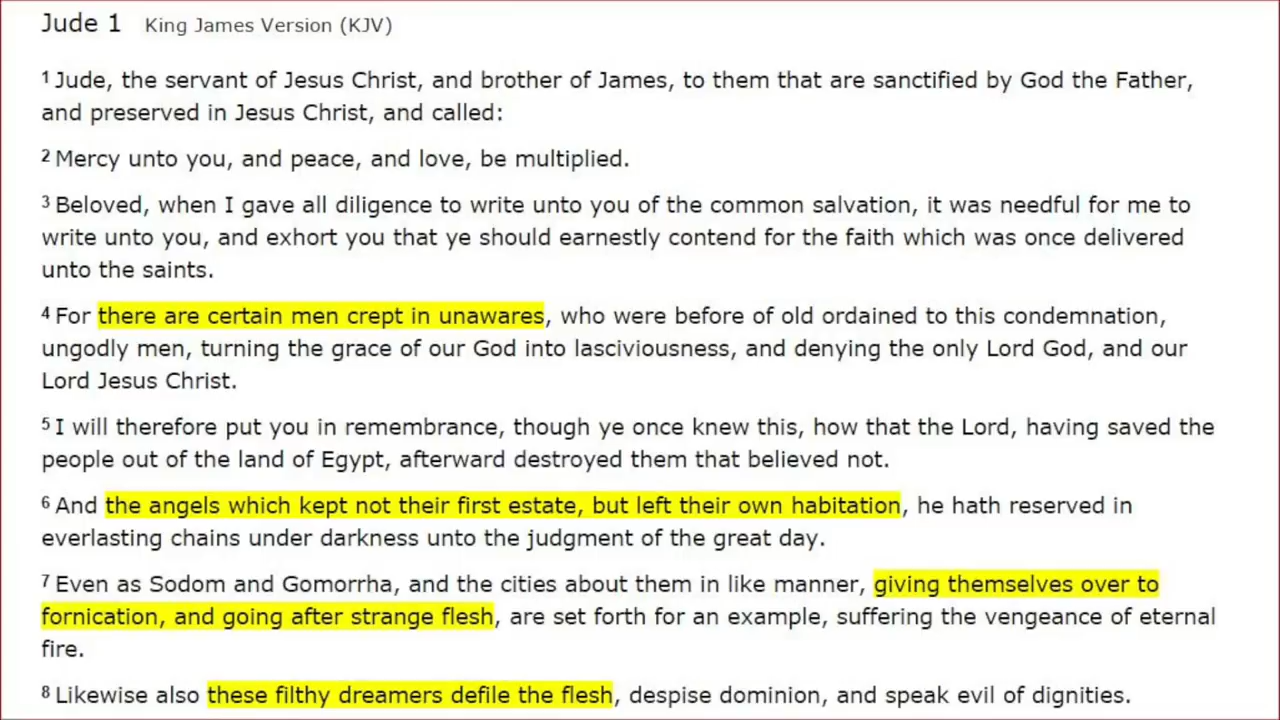 Jude 1 King James Version (KJV)
1 Jude, the servant of Jesus Christ, and brother of James, to them that are sanctified by God the Father,
and preserved in Jesus Christ, and called:
2 Mercy unto you, and peace, and love, be multiplied.
3 Beloved, when I gave all diligence to write unto you of the common salvation, it was needful for me to
write unto you, and exhort you that ye should earnestly contend for the faith which was once delivered
unto the saints.
4 For there are certain men crept in unawares, who were before of old ordained to this condemnation,
ungodly men, turning the grace of our God into lasciviousness, and denying the only Lord God, and our
Lord Jesus Christ.
5 I will therefore put you in remembrance, though ye once knew this, how that the Lord, having saved the
people out of the land of Egypt, afterward destroyed them that believed not.
6 And the angels which kept not their first estate, but left their own habitation, he hath reserved in
everlasting chains under darkness unto the judgment of the great day.
7 Even as Sodom and Gomorrha, and the cities about them in like manner, giving themselves over to
fornication, and going after strange flesh, are set forth for an example, suffering the vengeance of eternal
fire.
8 Likewise also these filthy dreamers defile the flesh, despise dominion, and speak evil of dignities.